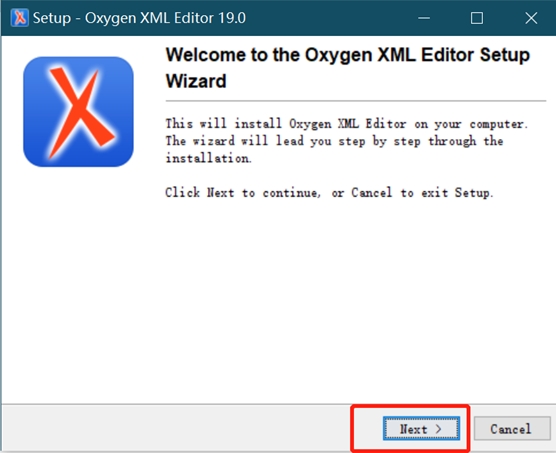 Setup - Oxygen XML Editor 19.0
Welcome to the Oxygen XML Editor Setup
Wizard
This will install Oxygen XML Editor on your computer.
The wizard will lead you step by step through the
installation.
Click Next to continue, or Cancel to exit Setup.
Next >
Cancel